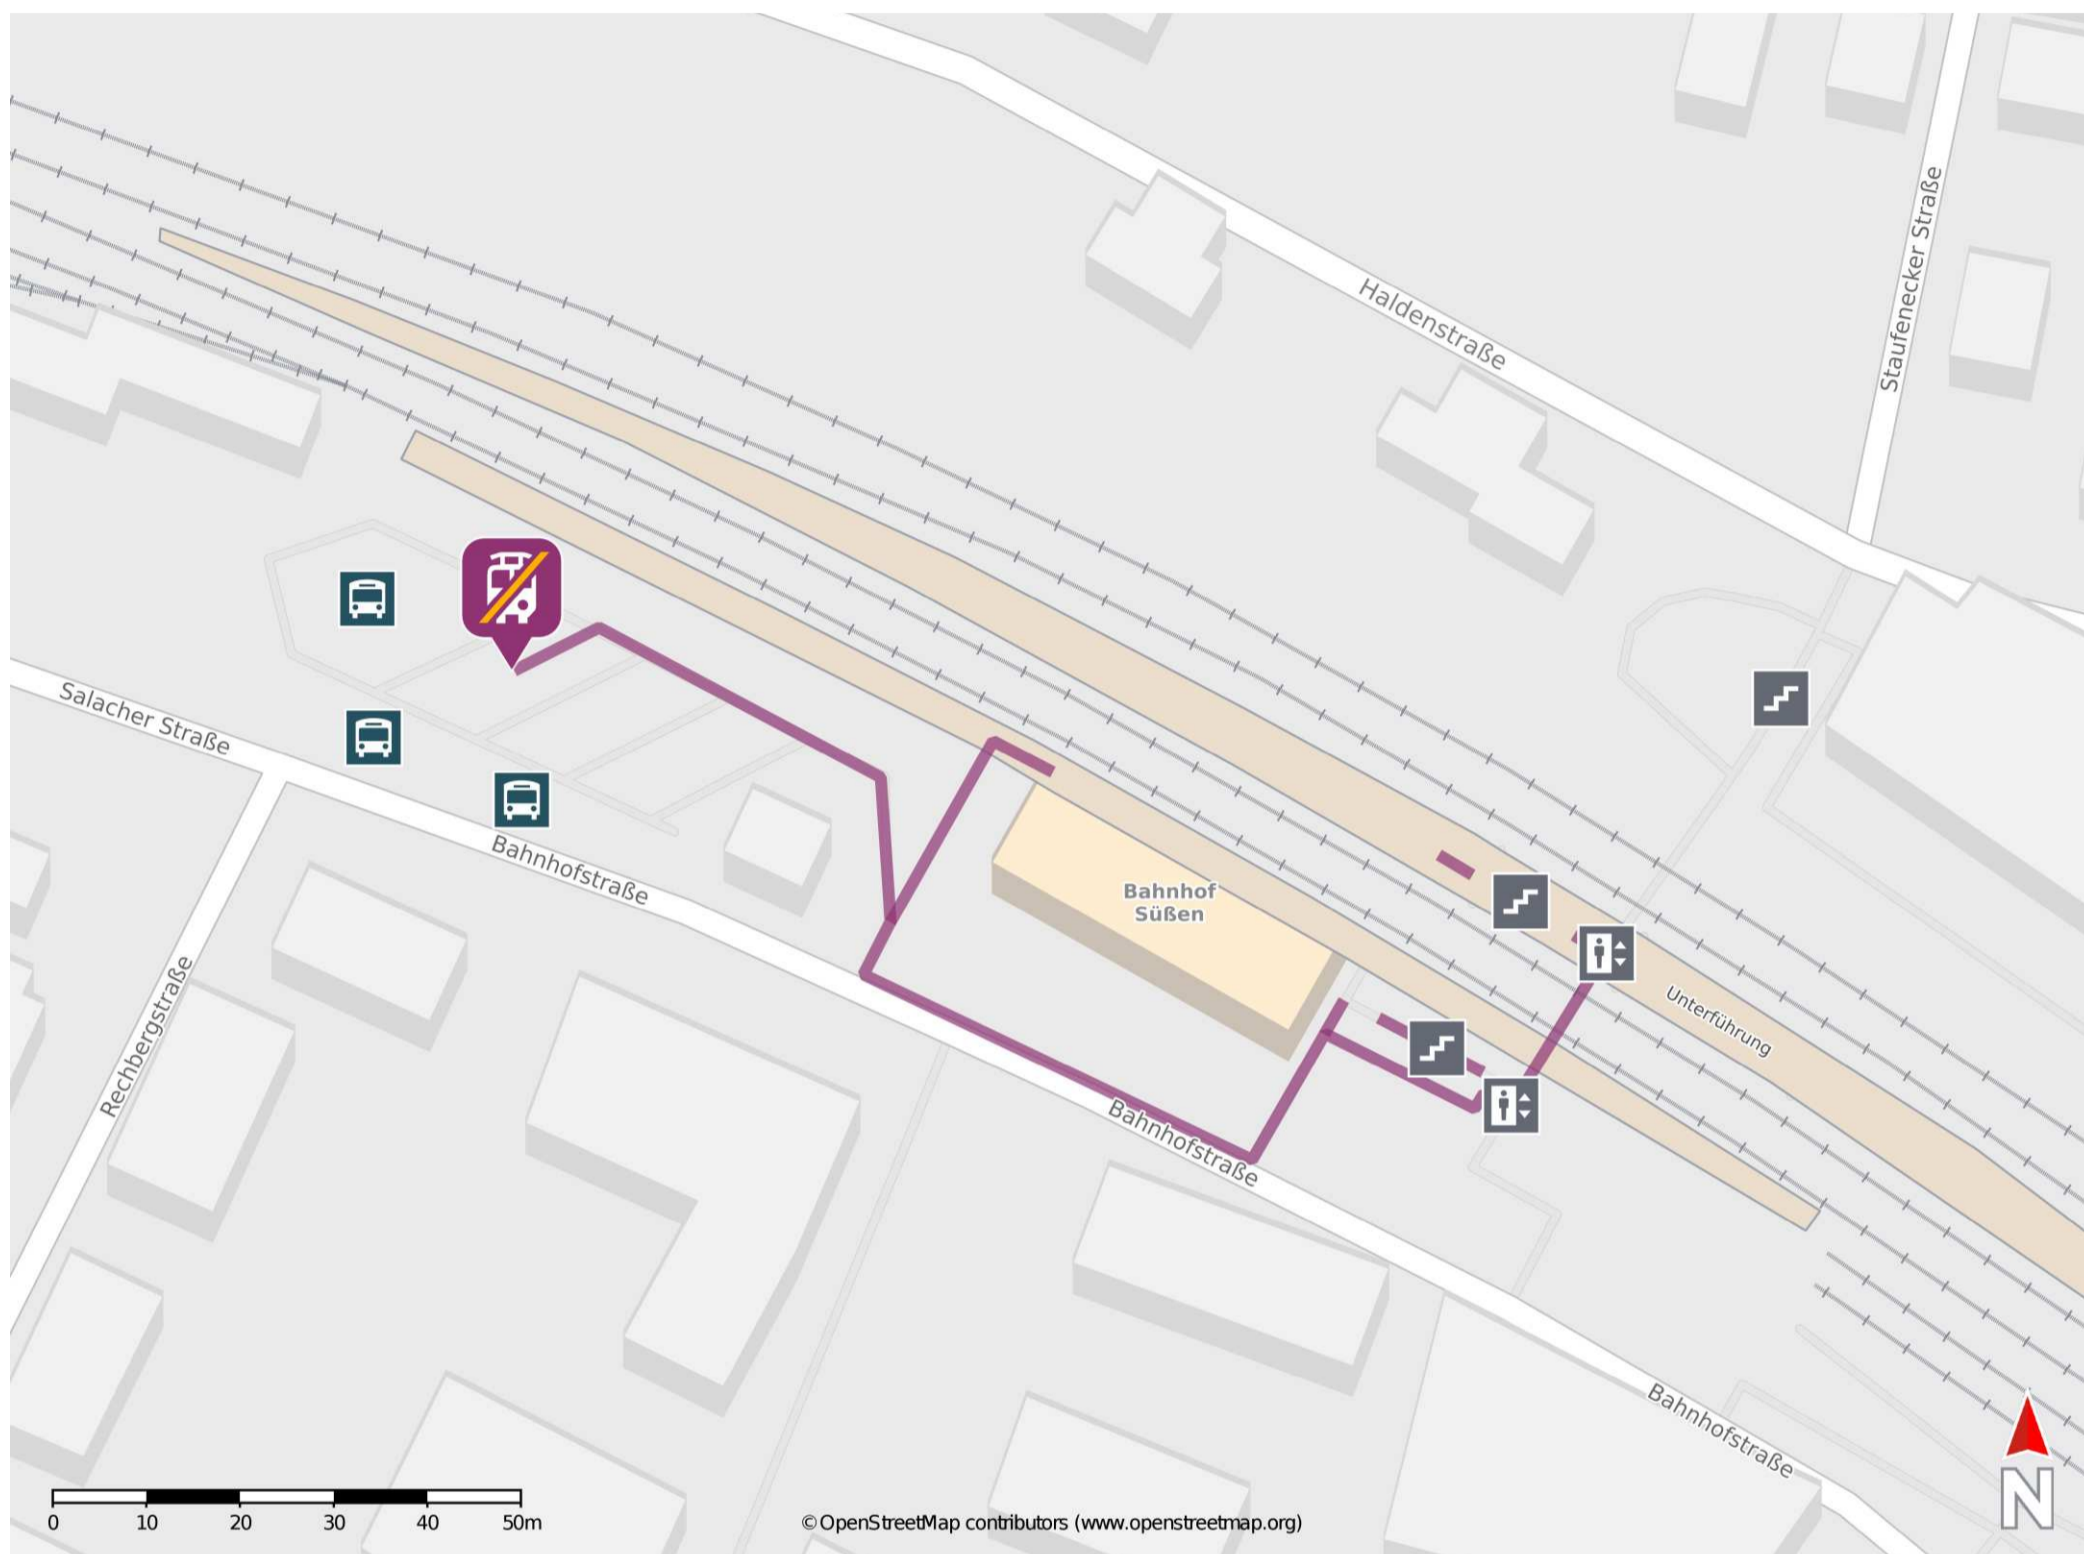 Haldenstraße
Staufenecker Straße
Salacher Straße
Bahnhofstraße
Bahnhof
Süßen
Unterführung
Rechbergstraße
Bahnhofstraße
Bahnhofstraße
N
0 10 20 30 40 50m
© OpenStreetMap contributors (www.openstreetmap.org)